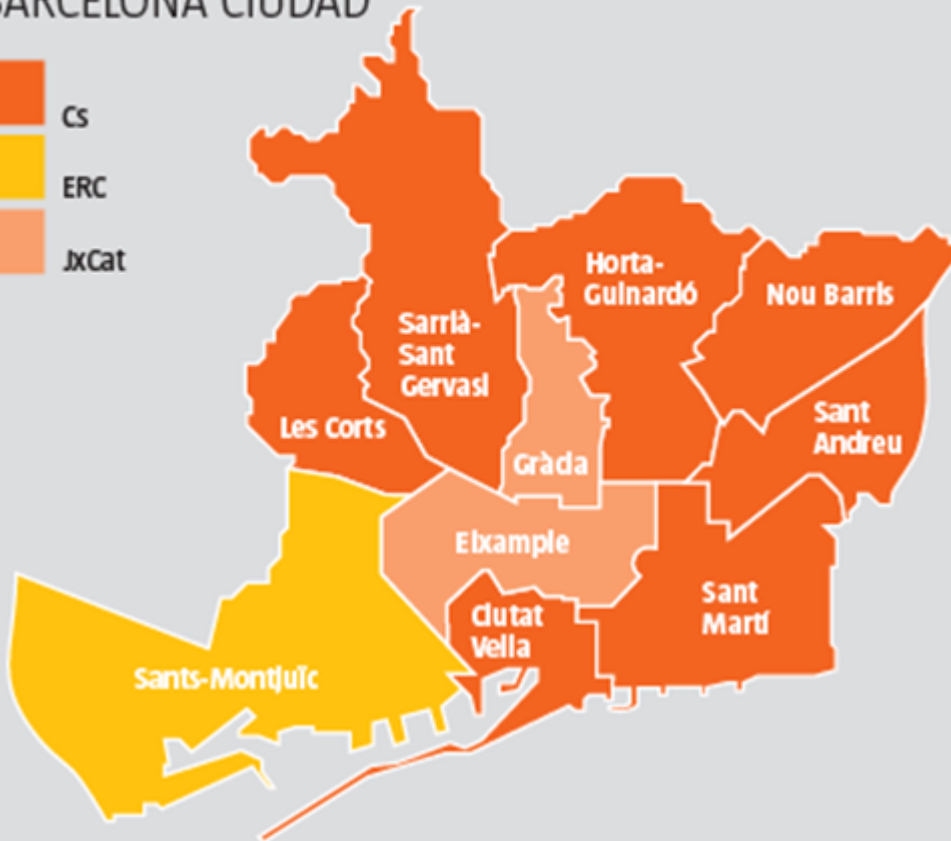 BARCELONA CIUDAD
Cs
ERC
JxCat
Horta-
Guinardó
Nou Barris
Sarrià-
Sant
Gervasi
Sant
Andreu
Les Corts
Gràcia
Eixample
Sant
Martí
Ciutat
Vella
Sants-Montjuïc